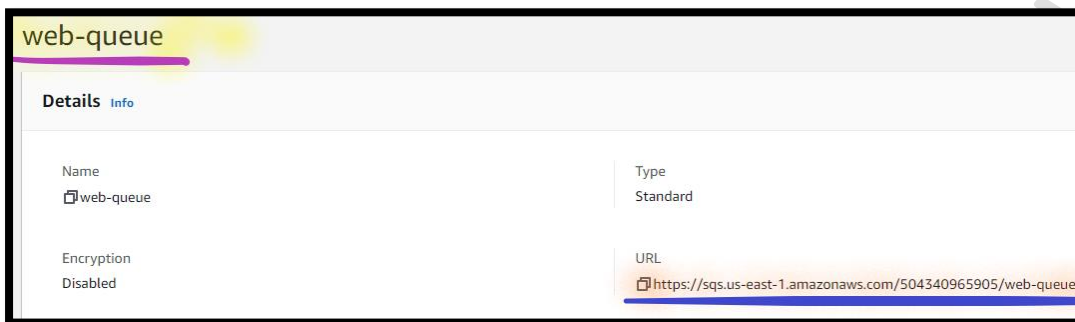 web-queue
Details Info
Name
web-queue
Type
Standard
Encryption
Disabled
URL
https://sqs.us-east-1.amazonaws.com/504340965905/web-queue